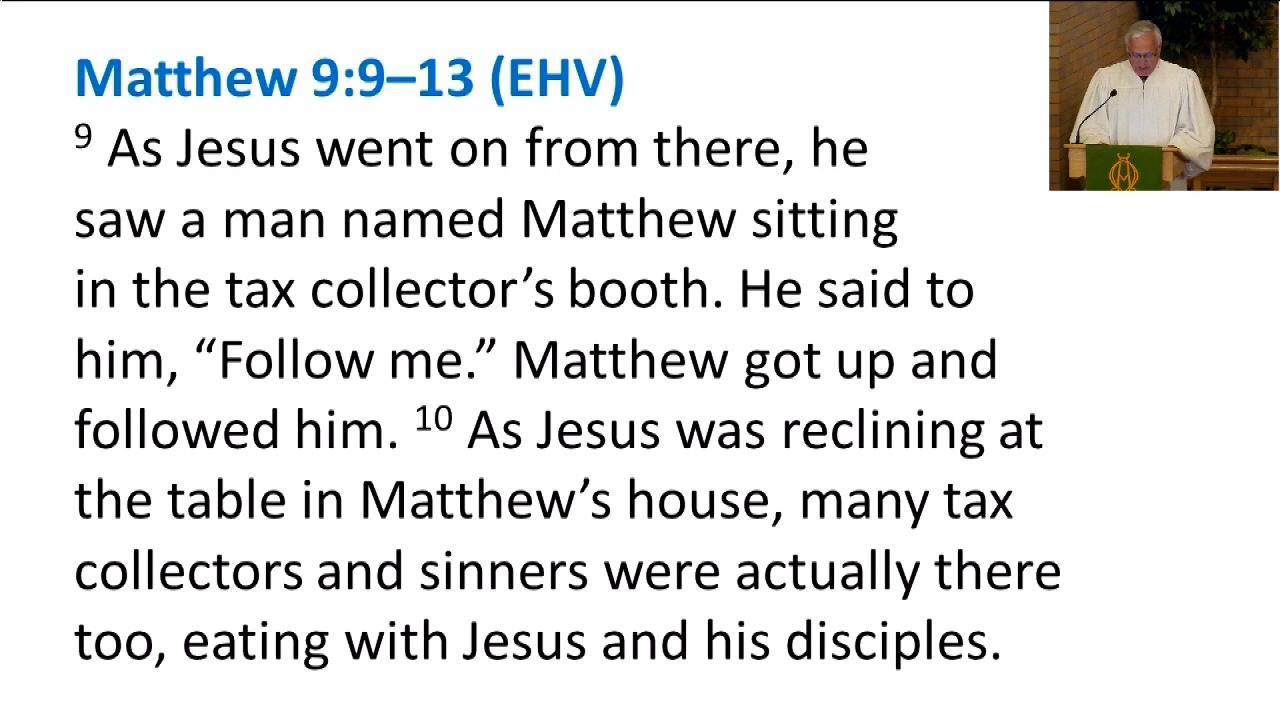 Matthew 9:9–13 (EHV)
⁹ As Jesus went on from there, he
saw a man named Matthew sitting
in the tax collector’s booth. He said to
him, “Follow me.” Matthew got up and
followed him. ¹⁰ As Jesus was reclining at
the table in Matthew’s house, many tax
collectors and sinners were actually there
too, eating with Jesus and his disciples.